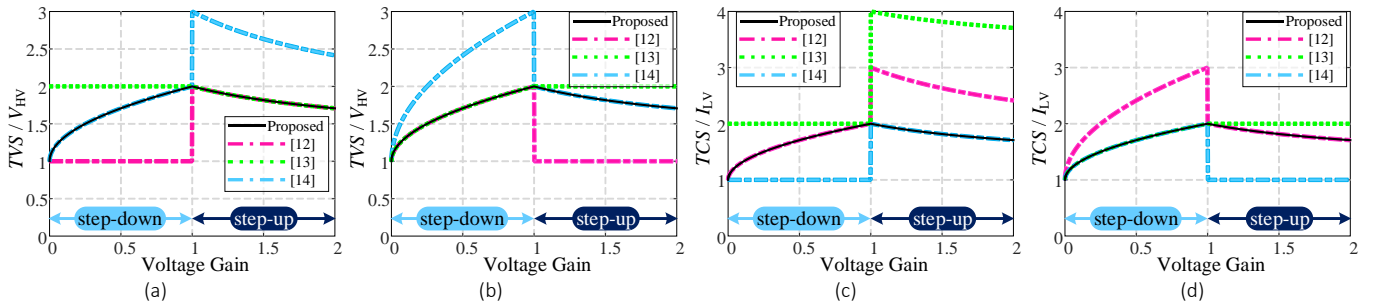 TVS / V_HV
3
2.5
2
1.5
1
0.5
0
Proposed
[12]
[13]
[14]
step-down
step-up
0
0.5
1
1.5
2
Voltage Gain
(a)
TVS / V_HV
3
2.5
2
1.5
1
0.5
0
Proposed
[12]
[13]
[14]
step-down
step-up
0
0.5
1
1.5
2
Voltage Gain
(b)
TCS / I_LV
4
3
2
1
0
Proposed
[12]
[13]
[14]
step-down
step-up
0
0.5
1
1.5
2
Voltage Gain
(c)
TCS / I_LV
4
3
2
1
0
Proposed
[12]
[13]
[14]
step-down
step-up
0
0.5
1
1.5
2
Voltage Gain
(d)